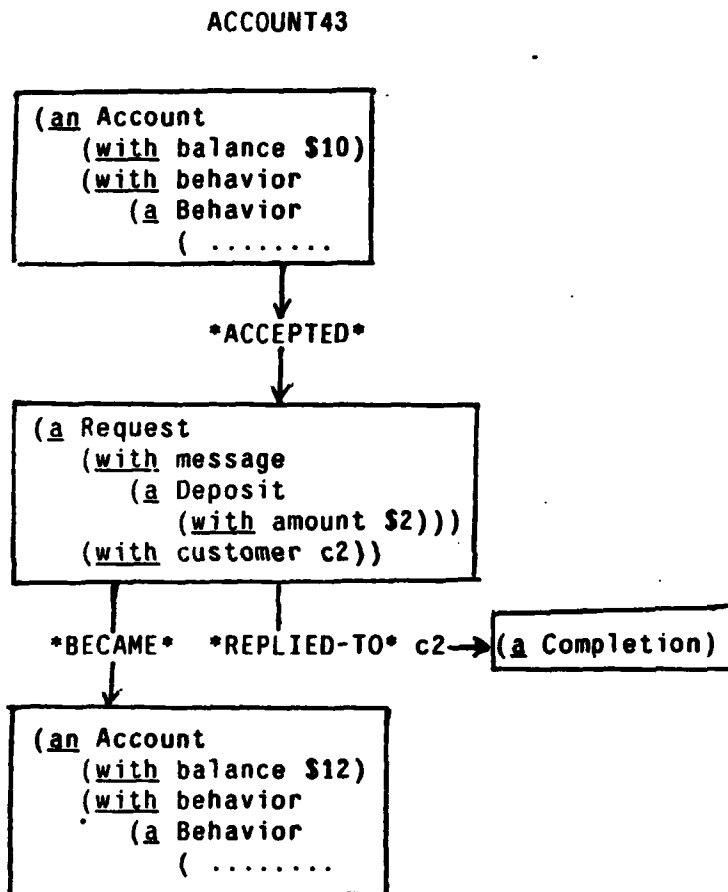 ACCOUNT43
(an Account
(with balance $10)
(with behavior
(a Behavior
( ........
*ACCEPTED*
(a Request
(with message
(a Deposit
(with amount $2)))
(with customer c2))
*BECAME* *REPLIED-TO* c2 (a Completion)
(an Account
(with balance $12)
(with behavior
(a Behavior
( ........